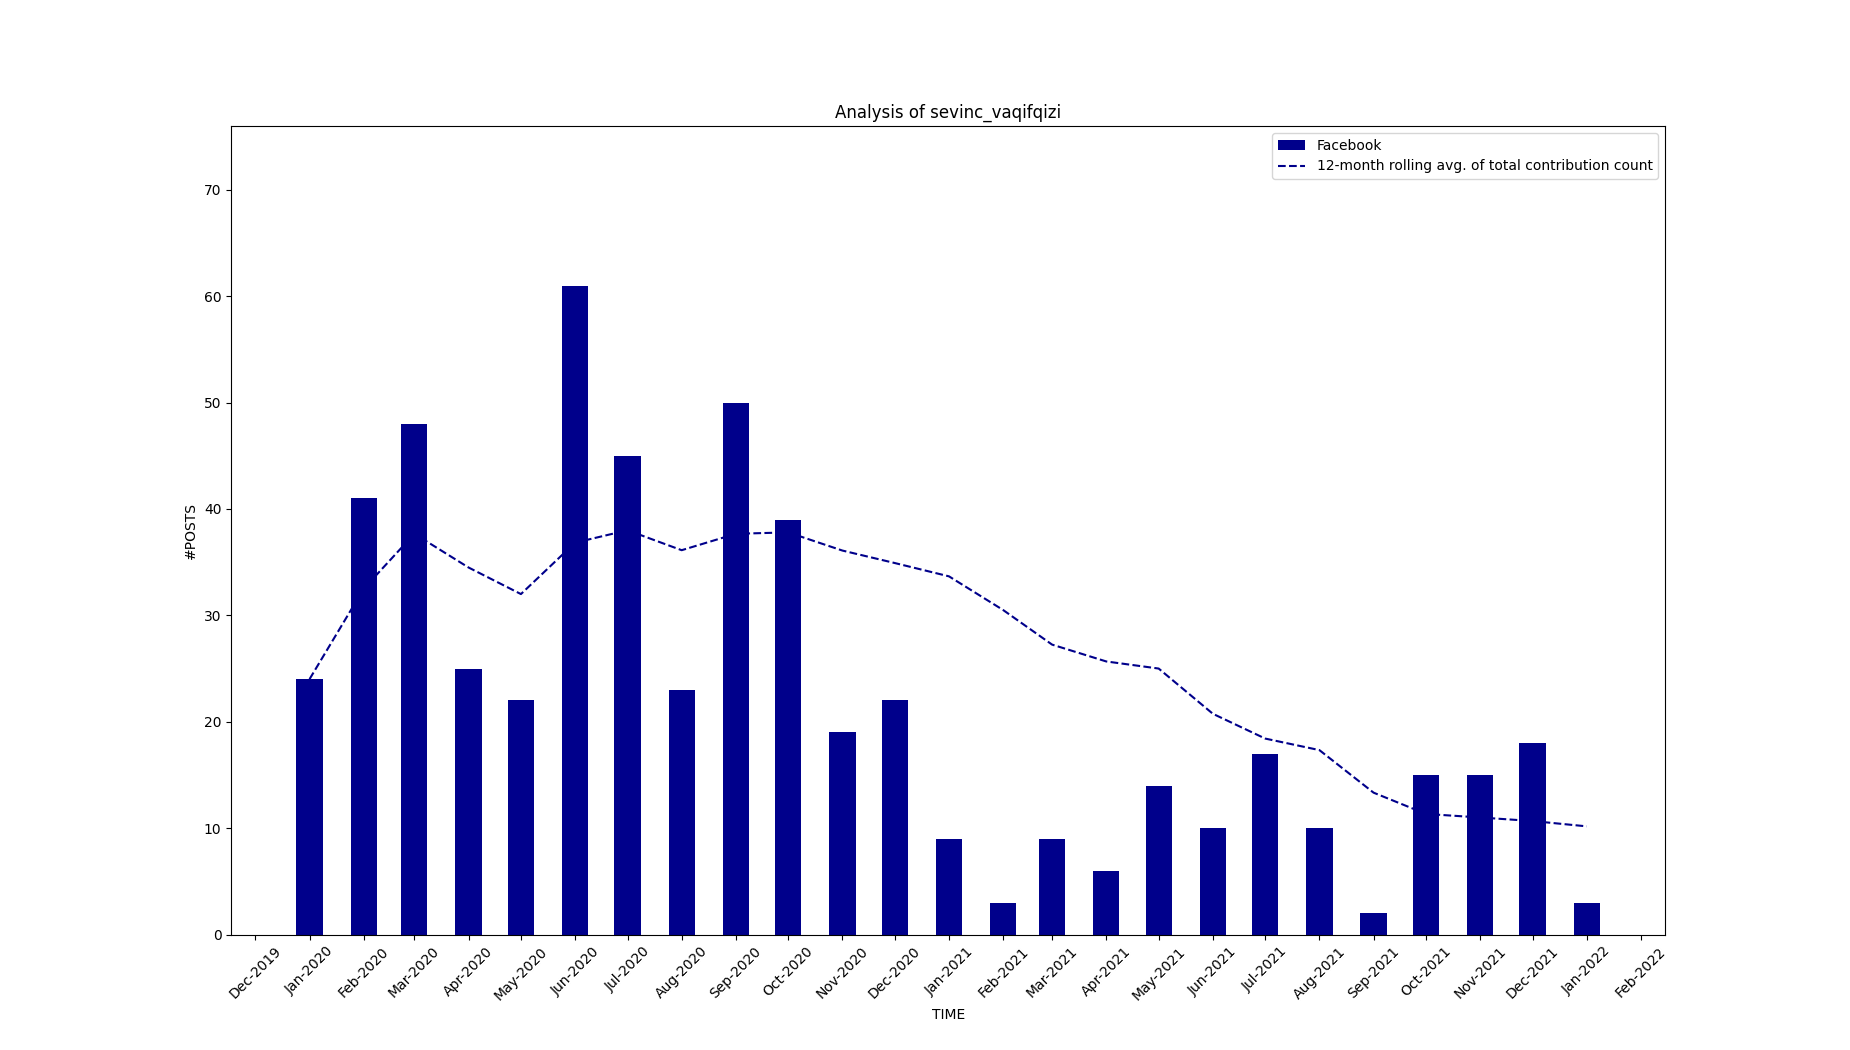 Analysis of sevinc_vaqifqizi
Facebook
12-month rolling avg. of total contribution count
#POSTS
70
60
50
40
30
20
10
0
Dec-2019
Jan-2020
Feb-2020
Mar-2020
Apr-2020
May-2020
Jun-2020
Jul-2020
Aug-2020
Sep-2020
Oct-2020
Nov-2020
Dec-2020
Jan-2021
Feb-2021
Mar-2021
Apr-2021
May-2021
Jun-2021
Jul-2021
Aug-2021
Sep-2021
Oct-2021
Nov-2021
Dec-2021
Jan-2022
Feb-2022
TIME